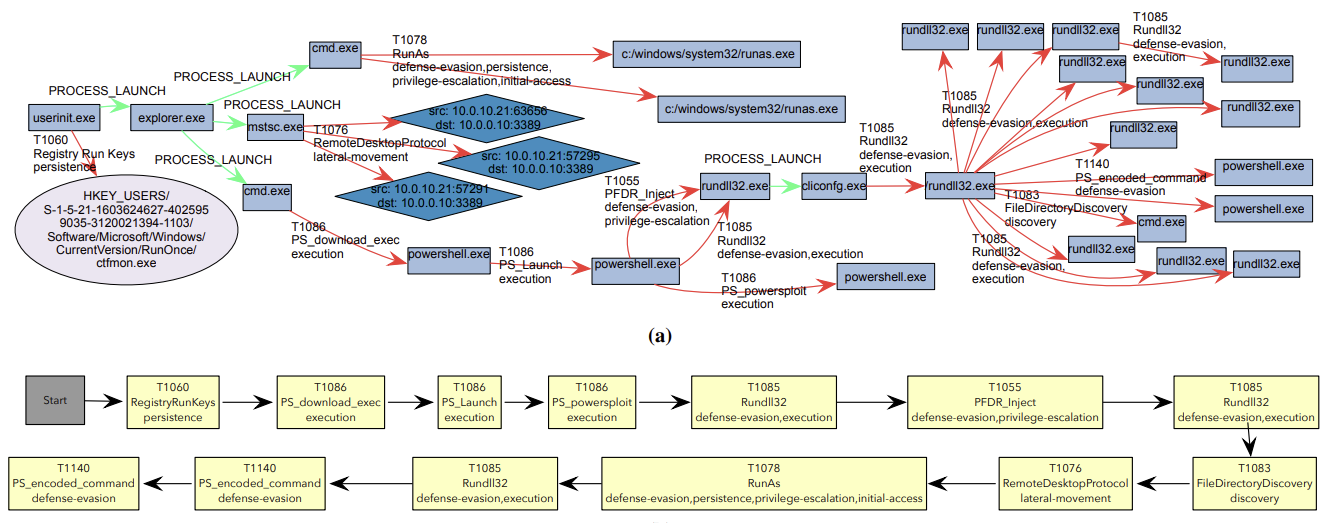 userinit.exe
PROCESS_LAUNCH
explorer.exe
T1060
Registry Run Keys
persistence
HKEY_USERS/
S-1-5-21-1603624627-402595
9035-3120021394-1103/
Software/Microsoft/Windows/
CurrentVersion/RunOnce/
ctfmon.exe
PROCESS_LAUNCH
cmd.exe
T1078
RunAs
defense-evasion,persistence,
privilege-escalation,initial-access
c:/windows/system32/runas.exe
c:/windows/system32/runas.exe
PROCESS_LAUNCH
mstsc.exe
T1076
RemoteDesktopProtocol
lateral-movement
src: 10.0.10.21:63656
dst: 10.0.0.10:3389
src: 10.0.10.21:57295
dst: 10.0.0.10:3389
src: 10.0.10.21:57291
dst: 10.0.0.10:3389
PROCESS_LAUNCH
cmd.exe
T1086
PS_download_exec
execution
powershell.exe
T1086
PS_Launch
execution
powershell.exe
T1055
PFDR_Inject
defense-evasion,
privilege-escalation
T1085
Rundll32
defense-evasion,execution
T1086
PS_powersploit
execution
powershell.exe
rundll32.exe
PROCESS_LAUNCH
cliconfg.exe
T1085
Rundll32
defense-evasion,
execution
/rundll32.exe
rundll32.exe
rundll32.exe
rundll32.exe
T1085
defense-evasion,
execution
rundll32.exe
rundll32.exe
rundll32.exe
rundll32.exe
T1085
Rundll32
defense-evasion,execution
rundll32.exe
T1140
PS_encoded_command
defense-evasion
powershell.exe
powershell.exe
T1083
FileDirectoryDiscovery
discovery
cmd.exe
T1085
Rundll32
defense-evasion,
execution
rundll32.exe
rundll32.exe
rundll32.exe
(a)
Start
T1060
RegistryRunKeys
persistence
T1086
PS_download_exec
execution
T1086
PS_Launch
execution
T1086
PS_powersploit
execution
T1085
Rundll32
defense-evasion,execution
T1055
PFDR_Inject
defense-evasion,privilege-escalation
T1085
Rundll32
defense-evasion,execution
T1083
FileDirectoryDiscovery
discovery
T1076
RemoteDesktopProtocol
lateral-movement
T1078
RunAs
defense-evasion,persistence,privilege-escalation,initial-access
T1085
Rundll32
defense-evasion,execution
T1140
PS_encoded_command
defense-evasion
T1140
PS_encoded_command
defense-evasion